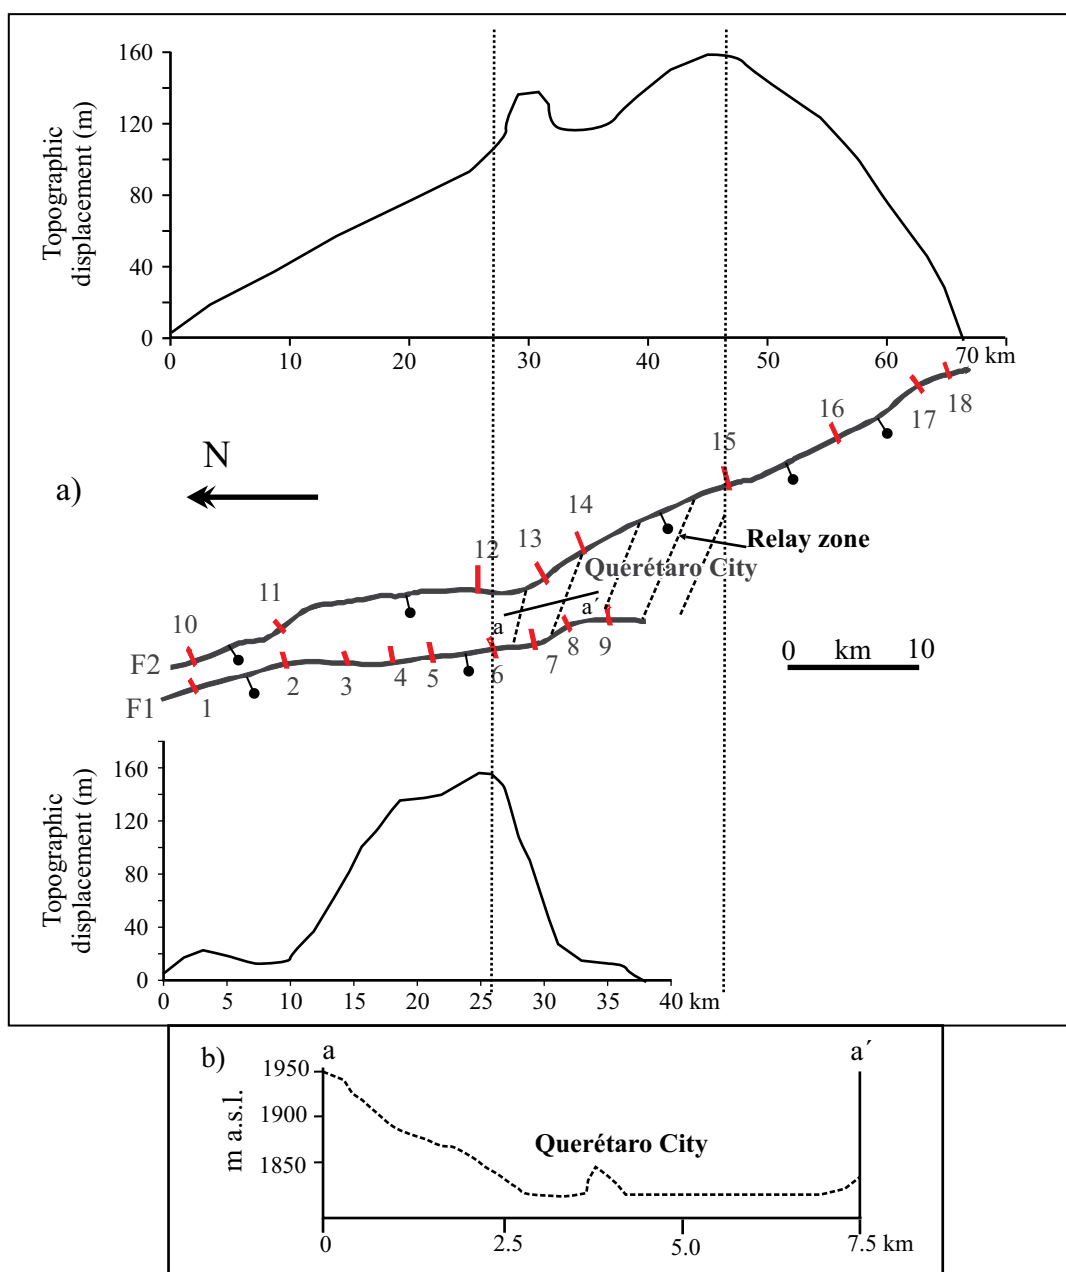 160
120
80
40
0
Topographic
displacement (m)
0 10 20 30 40 50 60 70 km
a)
N
10 11 12 13 14 15 16 17 18
Relay zone
Querétaro City
a a´
F2
F1
1 2 3 4 5 6 7 8 9
0 km 10
160
120
80
40
0
Topographic
displacement (m)
0 5 10 15 20 25 30 35 40 km
b)
a a´
1950
1900
1850
m a.s.l.
Querétaro City
0 2.5 5.0 7.5 km